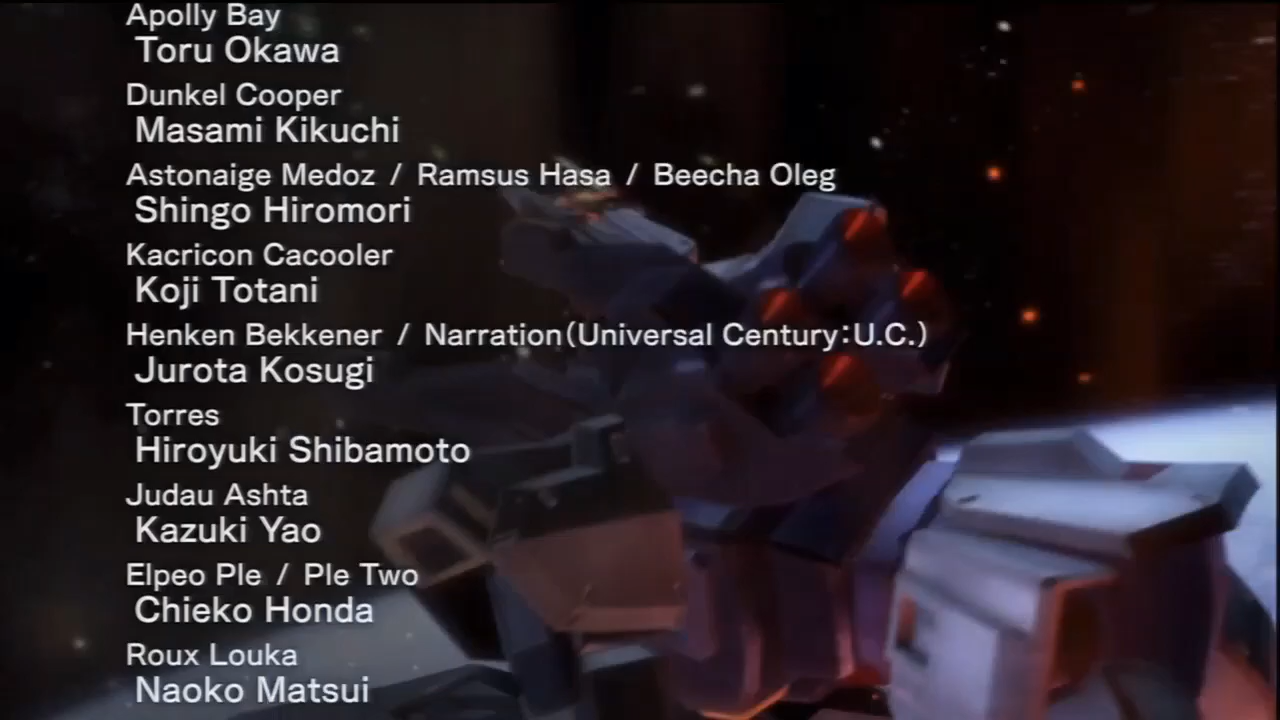 Apolly Bay
Toru Okawa
Dunkel Cooper
Masami Kikuchi
Astonaige Medoz / Ramsus Hasa / Beecha Oleg
Shingo Hiromori
Kacricon Cacooler
Koji Totani
Henken Bekkener / Narration(Universal Century:U.C.)
Jurota Kosugi
Torres
Hiroyuki Shibamoto
Judau Ashta
Kazuki Yao
Elpeo Ple / Ple Two
Chieko Honda
Roux Louka
Naoko Matsui